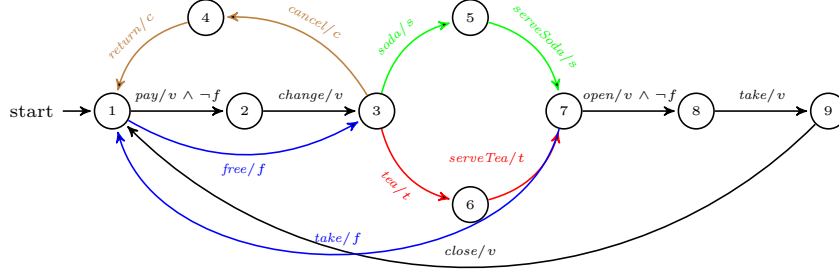 4
5
return/c
cancel/c
soda/s
serveSoda/s
pay/v ∧ ¬f
change/v
open/v ∧ ¬f
take/v
start
1
2
3
7
8
9
free/f
tea/t
serveTea/t
6
take/f
close/v